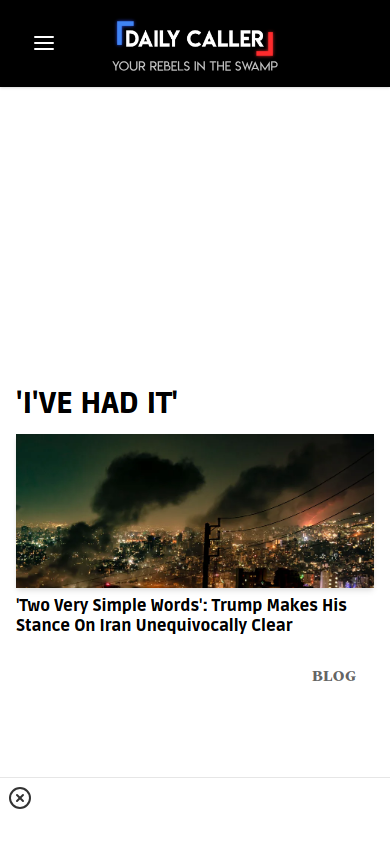 DAILY CALLER
YOUR REBELS IN THE SWAMP
'I'VE HAD IT'
'Two Very Simple Words': Trump Makes His
Stance On Iran Unequivocally Clear
BLOG